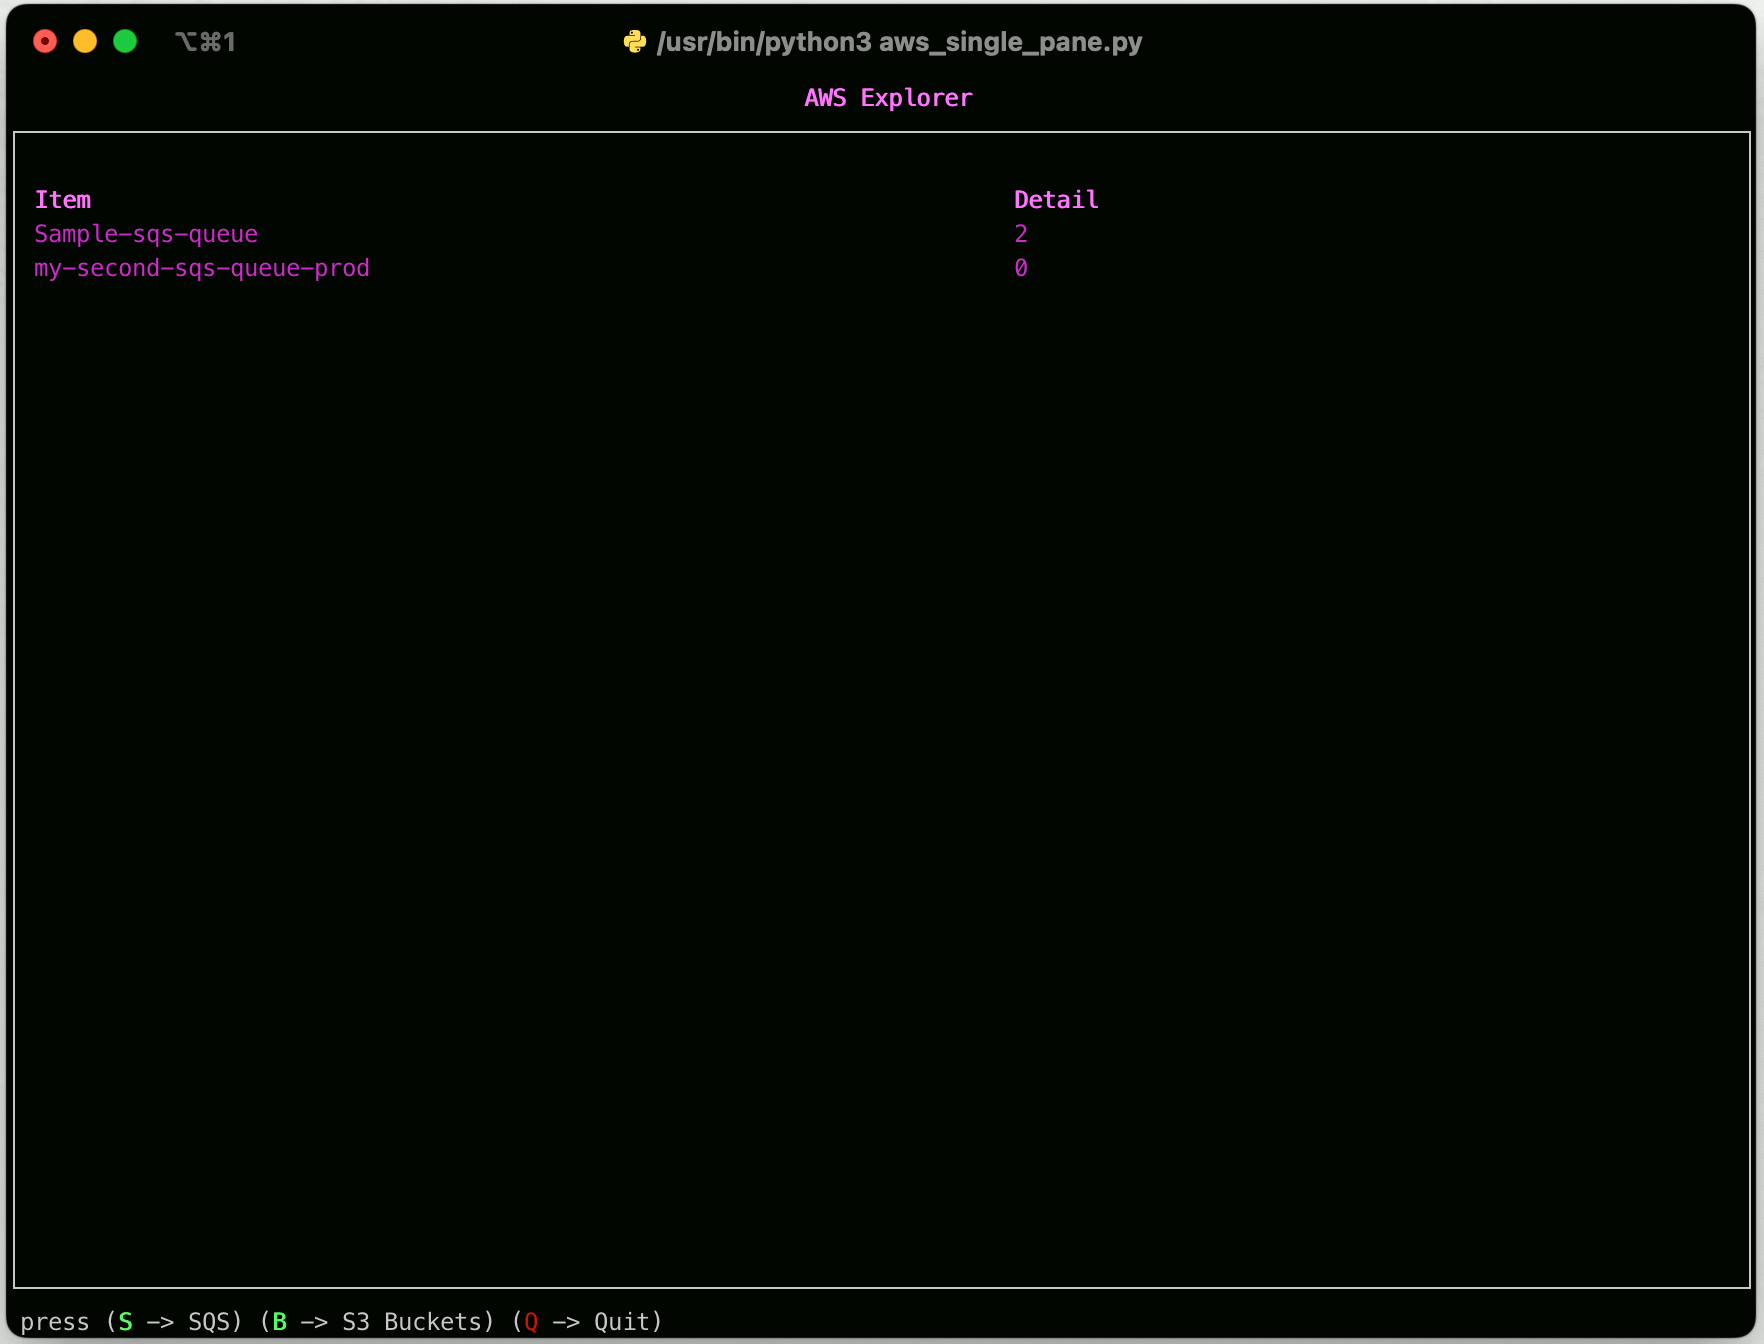 ⌥⌘1 /usr/bin/python3 aws_single_pane.py
AWS Explorer
Item Detail
Sample-sqs-queue 2
my-second-sqs-queue-prod 0
press (S -> SQS) (B -> S3 Buckets) (Q -> Quit)